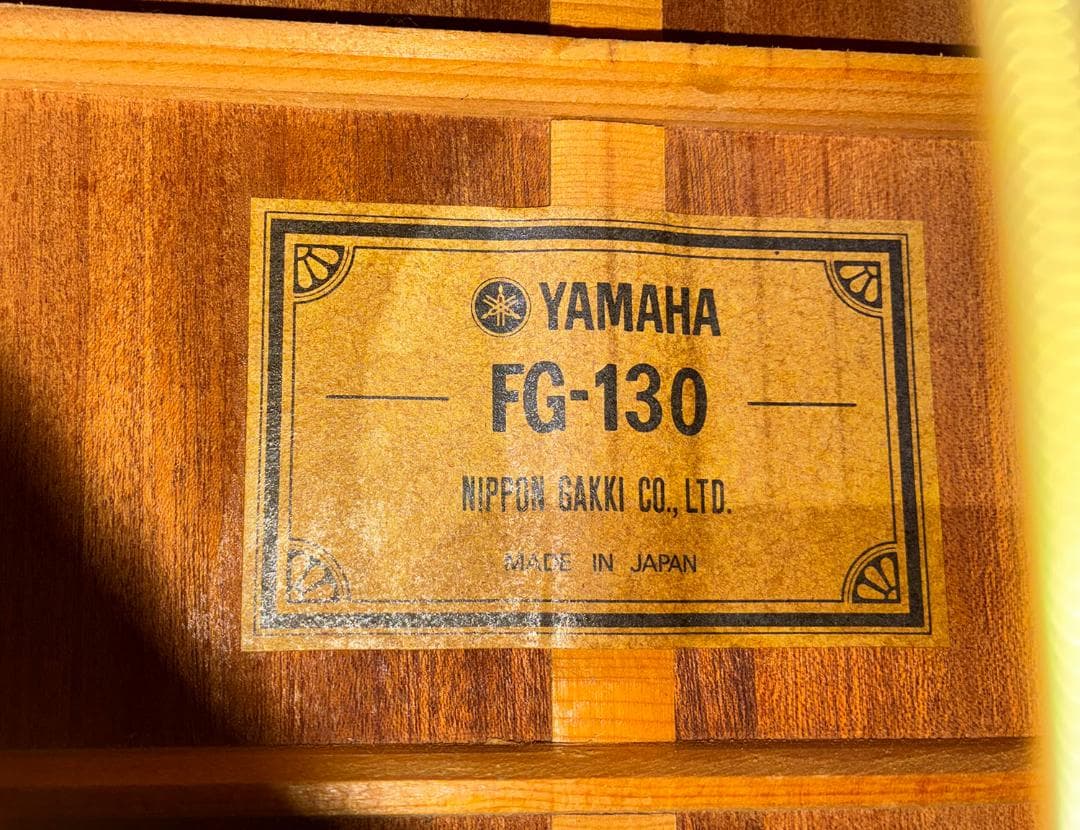 YAMAHA
FG-130
NIPPON GAKKI CO., LTD.
MADE IN JAPAN